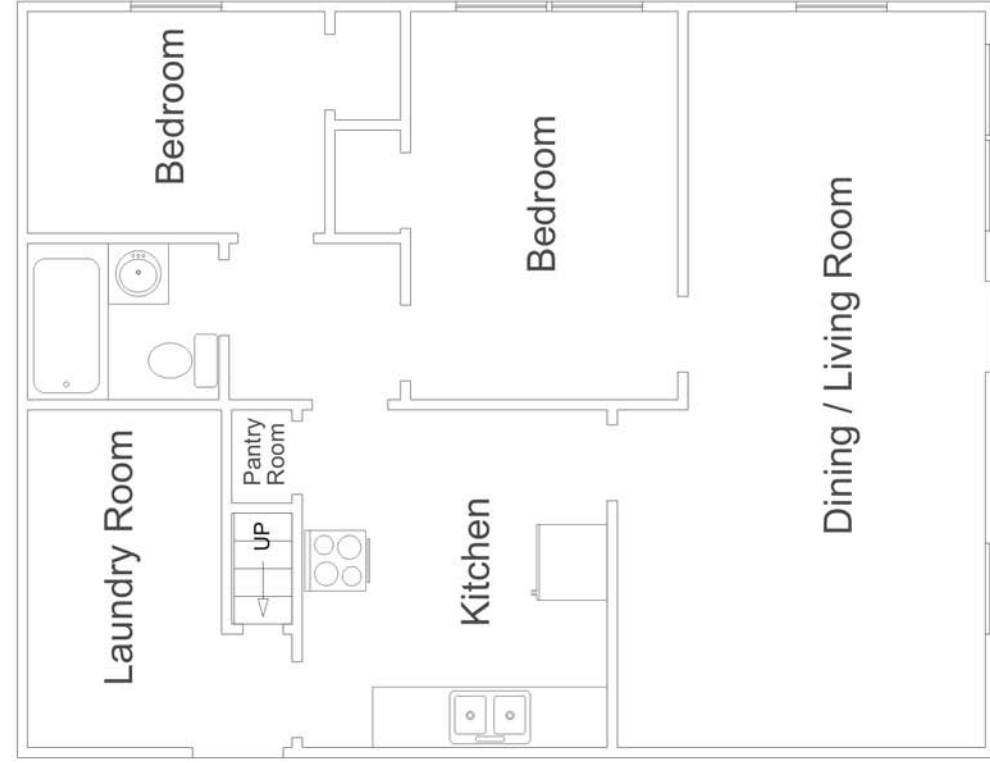 Bedroom
Bedroom
Dining / Living Room
Laundry Room
Pantry
Room
UP
Kitchen